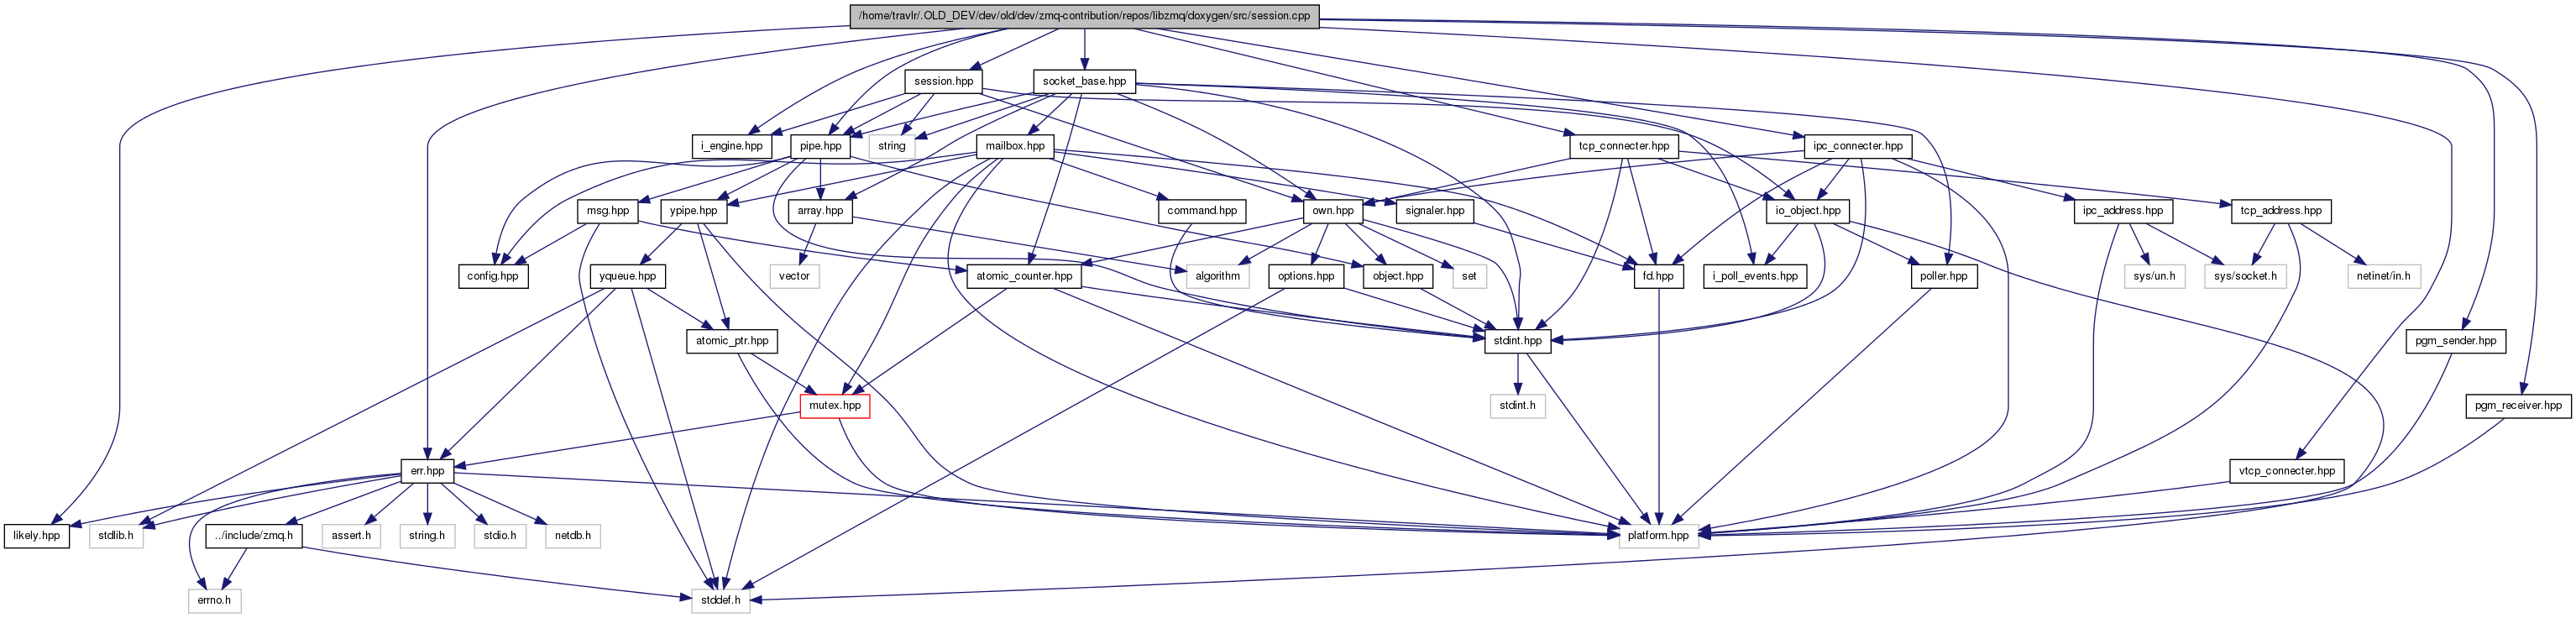 /home/travlr/.OLD_DEV/dev/old/dev/zmq-contribution/repos/libzmq/doxygen/src/session.cpp
session.hpp
socket_base.hpp
i_engine.hpp
pipe.hpp
string
mailbox.hpp
tcp_connecter.hpp
ipc_connecter.hpp
msg.hpp
ypipe.hpp
array.hpp
command.hpp
own.hpp
signaler.hpp
io_object.hpp
ipc_address.hpp
tcp_address.hpp
config.hpp
yqueue.hpp
vector
atomic_counter.hpp
algorithm
options.hpp
object.hpp
set
fd.hpp
i_poll_events.hpp
poller.hpp
sys/un.h
sys/socket.h
netinet/in.h
atomic_ptr.hpp
stdint.hpp
pgm_sender.hpp
mutex.hpp
stdint.h
pgm_receiver.hpp
err.hpp
vtcp_connecter.hpp
likely.hpp
stdlib.h
../include/zmq.h
assert.h
string.h
stdio.h
netdb.h
platform.hpp
errno.h
stddef.h